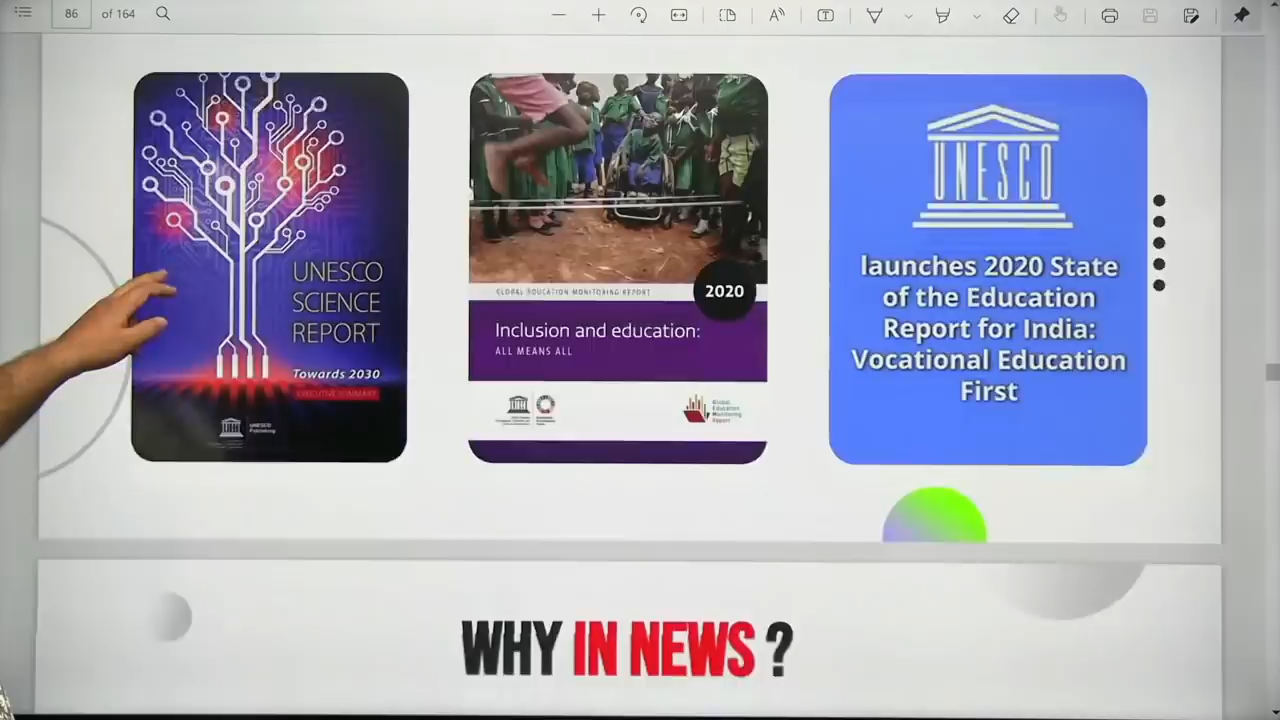 86
of 164
UNESCO
SCIENCE
REPORT
Towards 2030
EXECUTIVE SUMMARY
UNESCO
Publishing
GLOBAL EDUCATION MONITORING REPORT
2020
Inclusion and education:
ALL MEANS ALL
Global
Education
Monitoring
Report
UNESCO
launches 2020 State
of the Education
Report for India:
Vocational Education
First
WHY IN NEWS ?